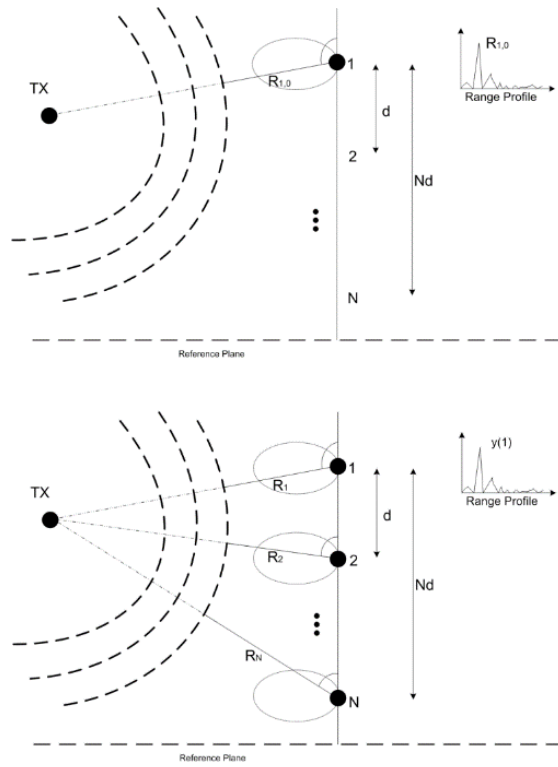 TX
1
R1,0
d
2
Nd
N
R1,0
Range Profile
Reference Plane
TX
1
R1
d
2
R2
Nd
RN
N
y(1)
Range Profile
Reference Plane